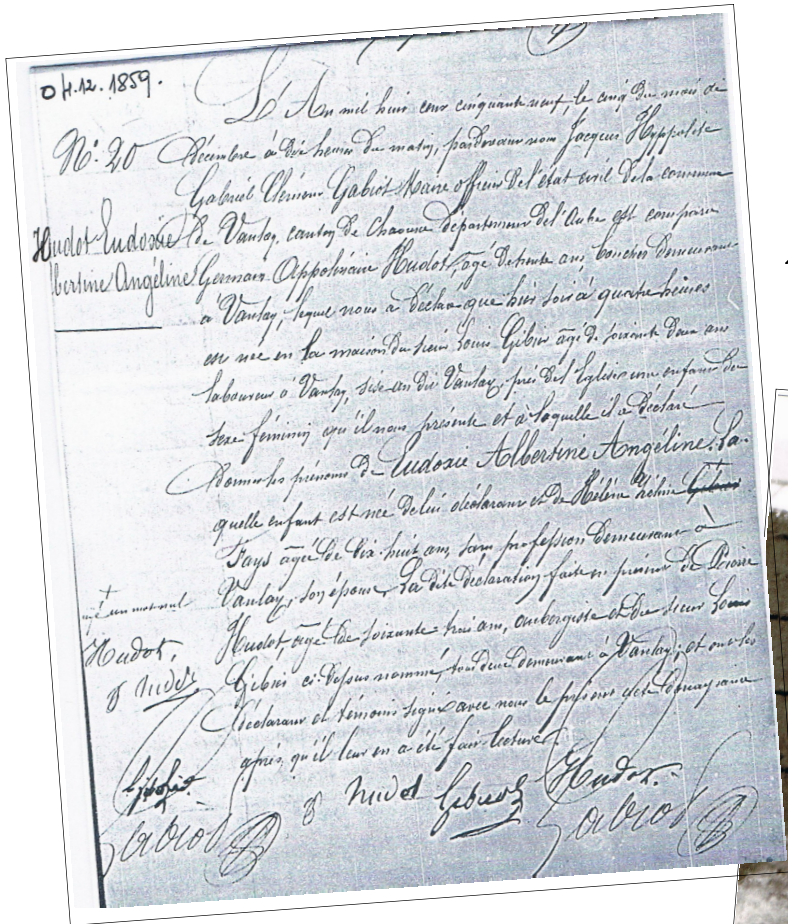 04.12.1859.
L'An mil huit cent cinquante neuf, le cinq du mois de
N° 20
Décembre à dix heures du matin, pardevant nous Jacques Hyppolite
Gabriel Clément Gabiot Maire officier de l'état civil de la commune
Hudot Eudoxie
de Vanlay, canton de Chaource département de l'Aube est comparu
lbertine Angéline
Germain Appolinaire Hudot, agé de trente ans, boucher demeurant
à Vanlay, lequel nous a déclaré que hier soir à quatre heures
est née en la maison du sieur Louis Gibier âgé de soixante deux ans
laboureur à Vanlay, sise au dit Vanlay, près de l'Eglise une enfant du
sexe féminin qu'il nous présente et à laquelle il a déclaré
donner les prénoms de Eudoxie Albertine Angéline. La-
quelle enfant est née de lui déclarant et de Hélène
Fays âgée de dix-huit ans, sans profession demeurant à
Vanlay, son épouse. La dite déclaration faite en présence de
un mot nul
Hudot agé de soixante-trois ans, aubergiste et du sieur Louis
Hudot.
Gibier ci-dessus nommé, tous deux demeurant à Vanlay; et ont les
déclarant et témoins signé avec nous le présent acte de naissance
après qu'il leur en a été fait lecture.
hudot Hudot.
Gabiot Gabiot